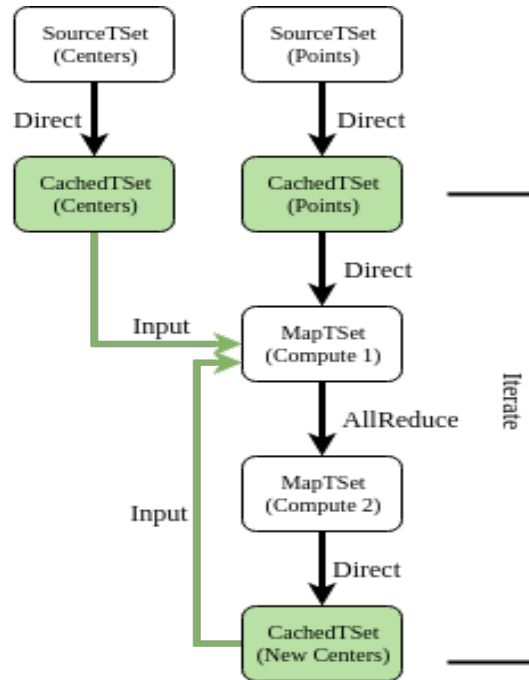 SourceTSet
(Centers)
SourceTSet
(Points)
Direct
Direct
CachedTSet
(Centers)
CachedTSet
(Points)
Direct
Input
MapTSet
(Compute 1)
Iterate
AllReduce
MapTSet
(Compute 2)
Input
Direct
CachedTSet
(New Centers)